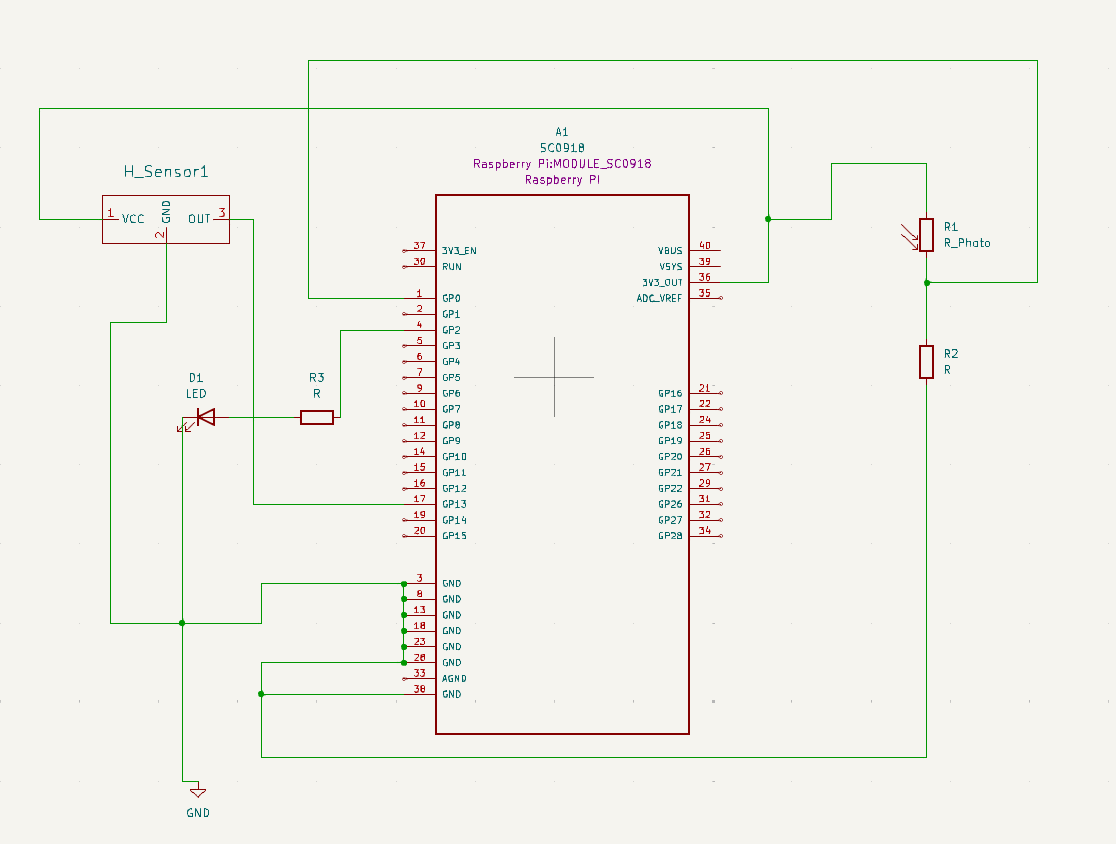 A1
SC0918
Raspberry Pi:MODULE_SC0918
Raspberry Pi
H_Sensor1
1 VCC
GND
2
OUT 3
37 3V3_EN
30 RUN
1 GP0
2 GP1
4 GP2
5 GP3
6 GP4
7 GP5
9 GP6
10 GP7
11 GP8
12 GP9
14 GP10
15 GP11
16 GP12
17 GP13
19 GP14
20 GP15
3 GND
8 GND
13 GND
18 GND
23 GND
28 GND
33 AGND
38 GND
VBUS 40
VSYS 39
3V3_OUT 36
ADC_VREF 35
GP16 21
GP17 22
GP18 24
GP19 25
GP20 26
GP21 27
GP22 29
GP26 31
GP27 32
GP28 34
R1
R_Photo
R2
R
D1
LED
R3
R
GND